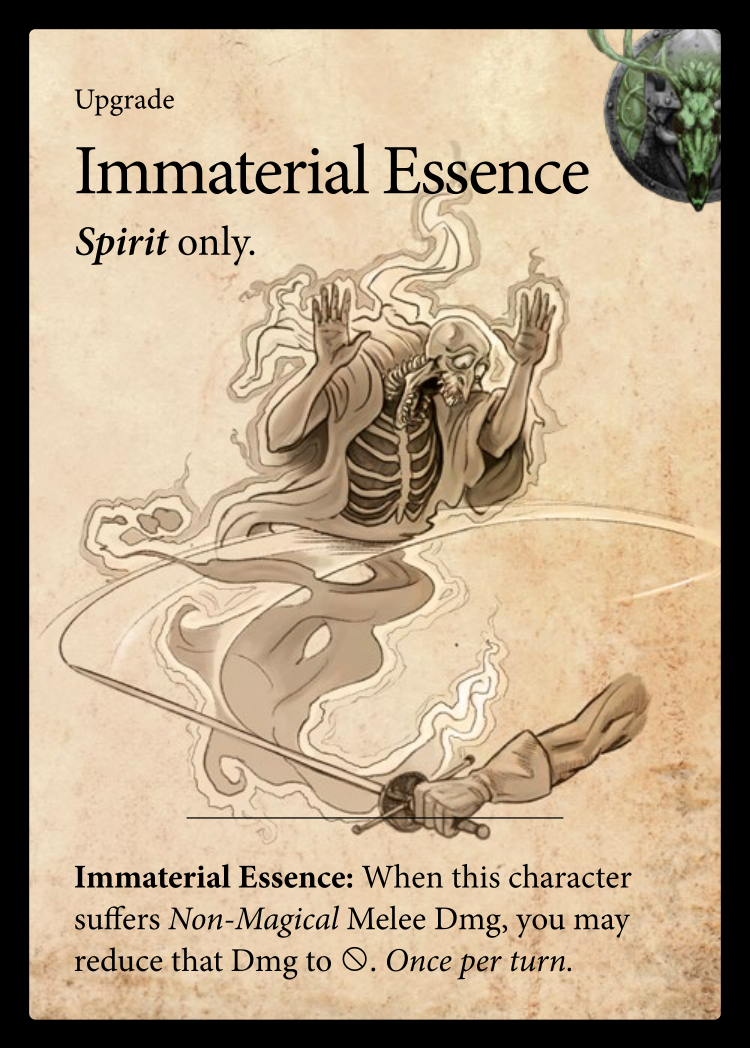 Upgrade
Immaterial Essence
Spirit only.
Immaterial Essence: When this character
suffers Non-Magical Melee Dmg, you may
reduce that Dmg to ⦸. Once per turn.